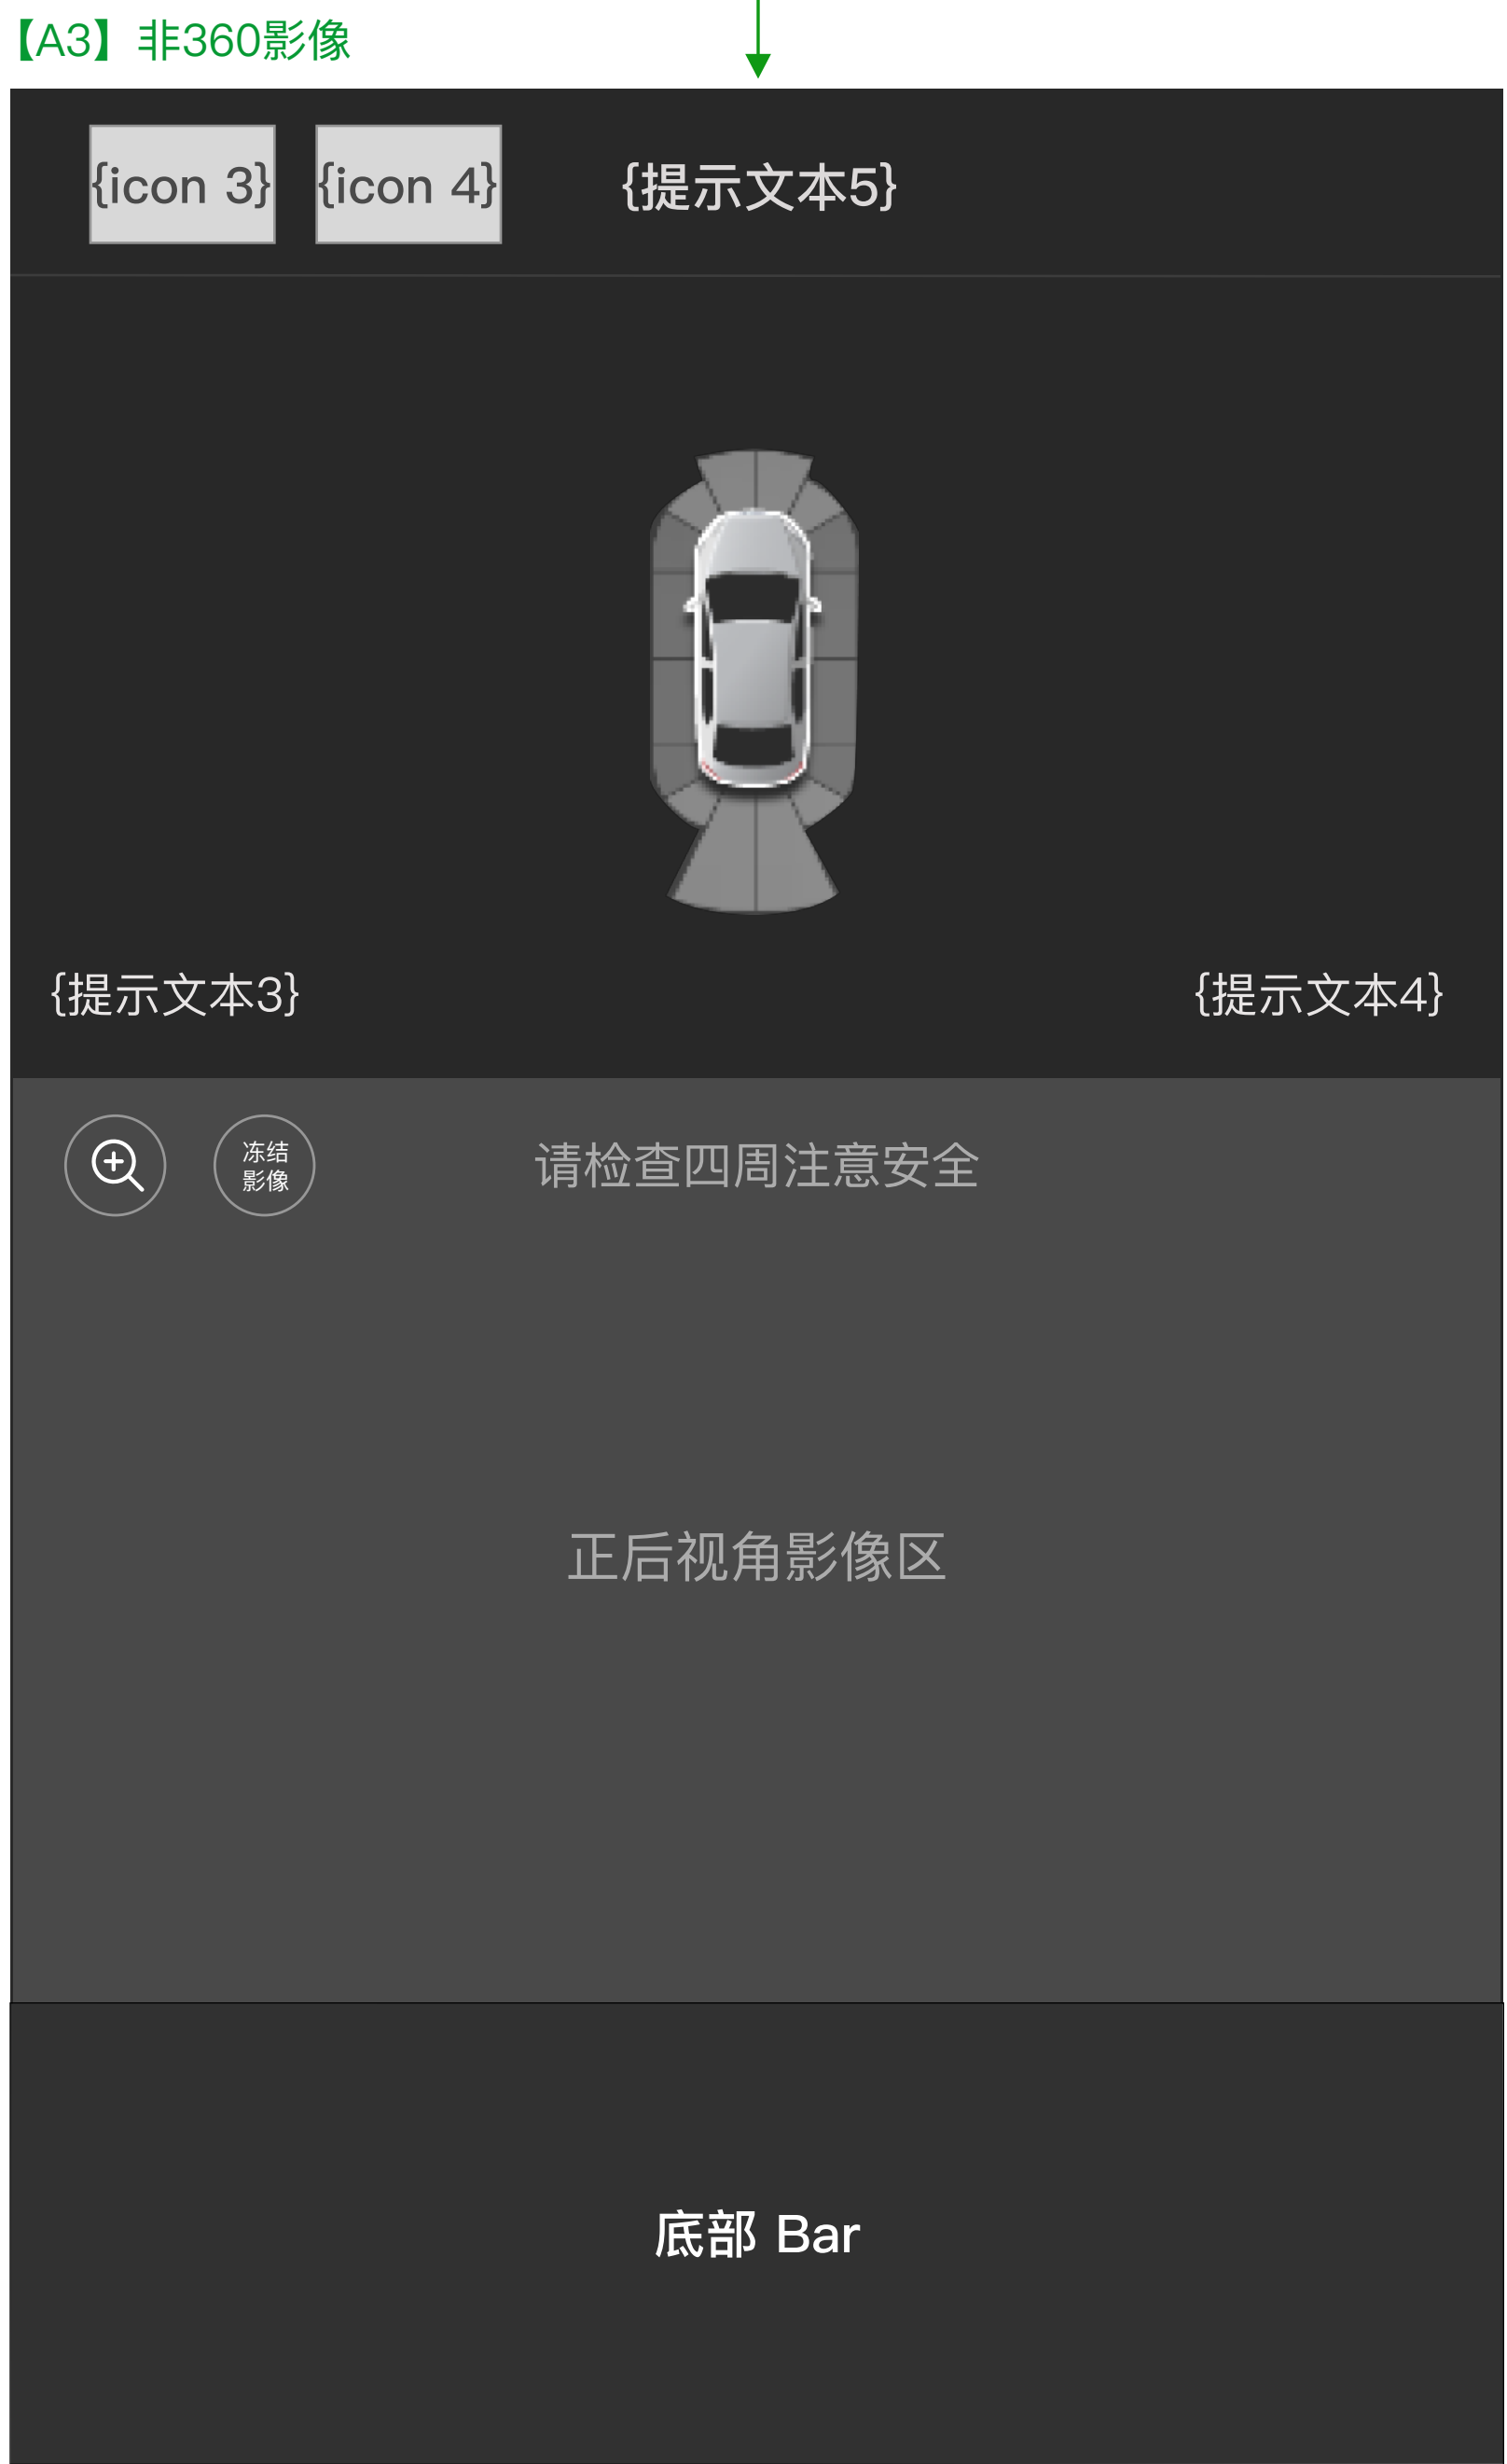 【A3】非360影像
{icon 3} {icon 4} {提示文本5}
{提示文本3} {提示文本4}
冻结
影像
请检查四周注意安全
正后视角影像区
底部 Bar